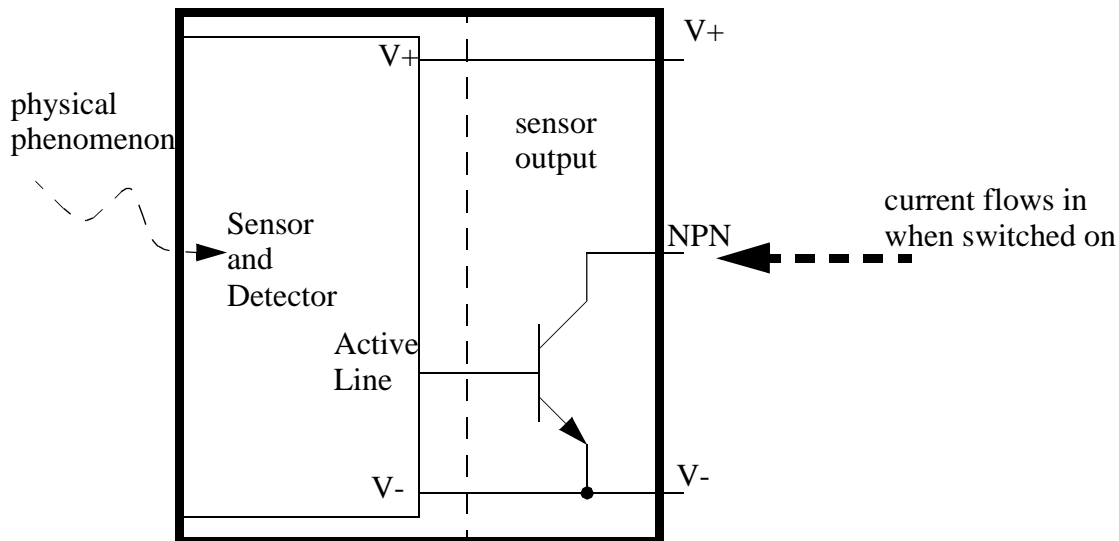 V+
V+
physical
phenomenon
sensor
output
Sensor
and
Detector
NPN
current flows in
when switched on
Active
Line
V-
V-